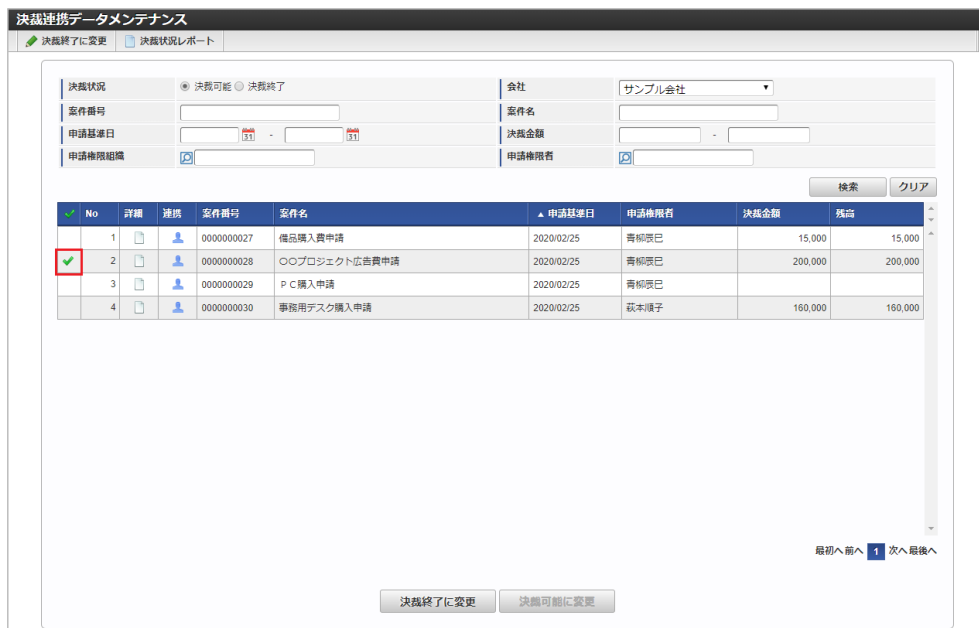 決裁連携データメンテナンス
決裁終了に変更 決裁状況レポート
決裁状況 決裁可能 決裁終了 会社 サンプル会社
案件番号 案件名
申請基準日 31 - 31 決裁金額 -
申請権限組織 申請権限者
検索 クリア
No 詳細 連携 案件番号 案件名 ▲ 申請基準日 申請権限者 決裁金額 残高
1 0000000027 備品購入費申請 2020/02/25 青柳辰巳 15,000 15,000
2 0000000028 〇〇プロジェクト広告費申請 2020/02/25 青柳辰巳 200,000 200,000
3 0000000029 ＰＣ購入申請 2020/02/25 青柳辰巳
4 0000000030 事務用デスク購入申請 2020/02/25 萩本順子 160,000 160,000
最初へ 前へ 1 次へ 最後へ
決裁終了に変更 決裁可能に変更